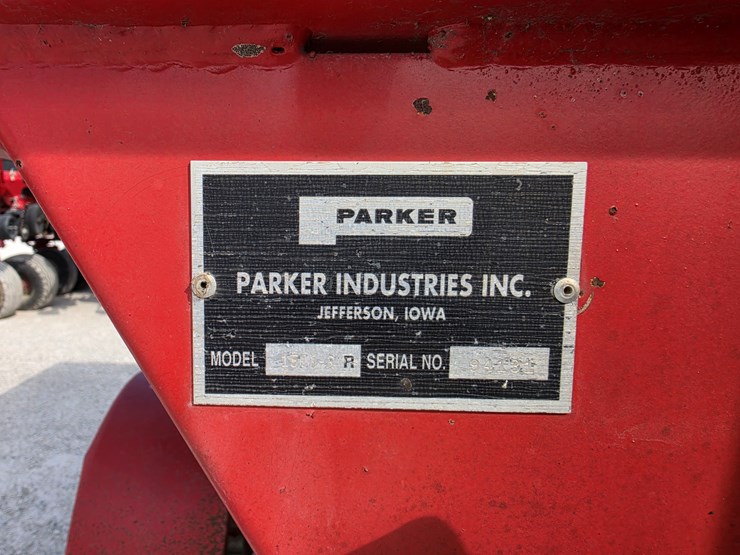 PARKER
PARKER INDUSTRIES INC.
JEFFERSON, IOWA
MODEL R SERIAL NO.